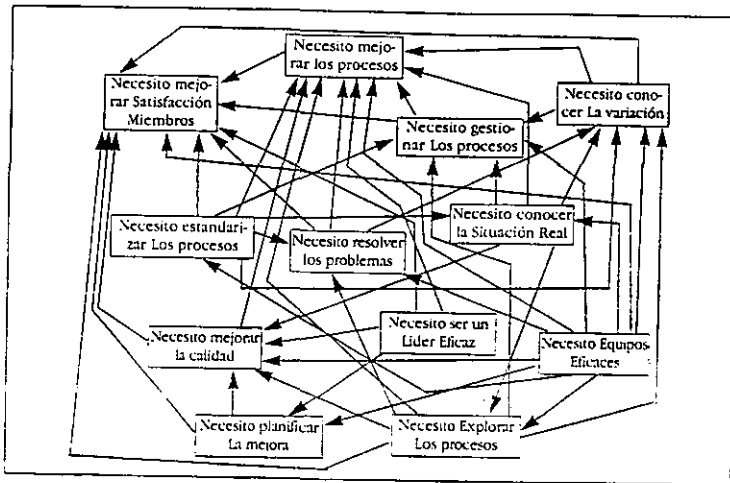 Necesito mejo-
rar los procesos
Necesito mejo-
rar Satisfacción
Miembros
Necesito cono-
cer La variación
Necesito gestio-
nar Los procesos
Necesito estandari-
zar Los procesos
Necesito resolver
los problemas
Necesito conocer
la Situación Real
Necesito mejorar
la calidad
Necesito ser un
Lider Eficaz
Necesito Equipos
Eficaces
Necesito planificar
La mejora
Necesito Explorar
Los procesos